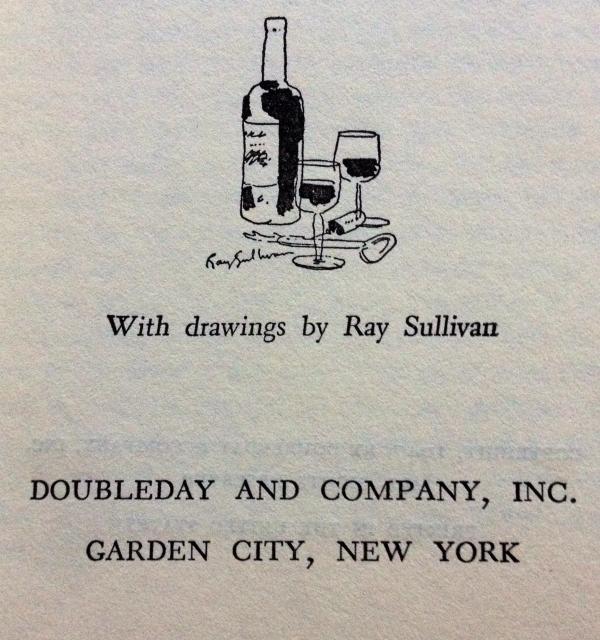 Ray Sullivan
With drawings by Ray Sullivan
DOUBLEDAY AND COMPANY, INC.
GARDEN CITY, NEW YORK